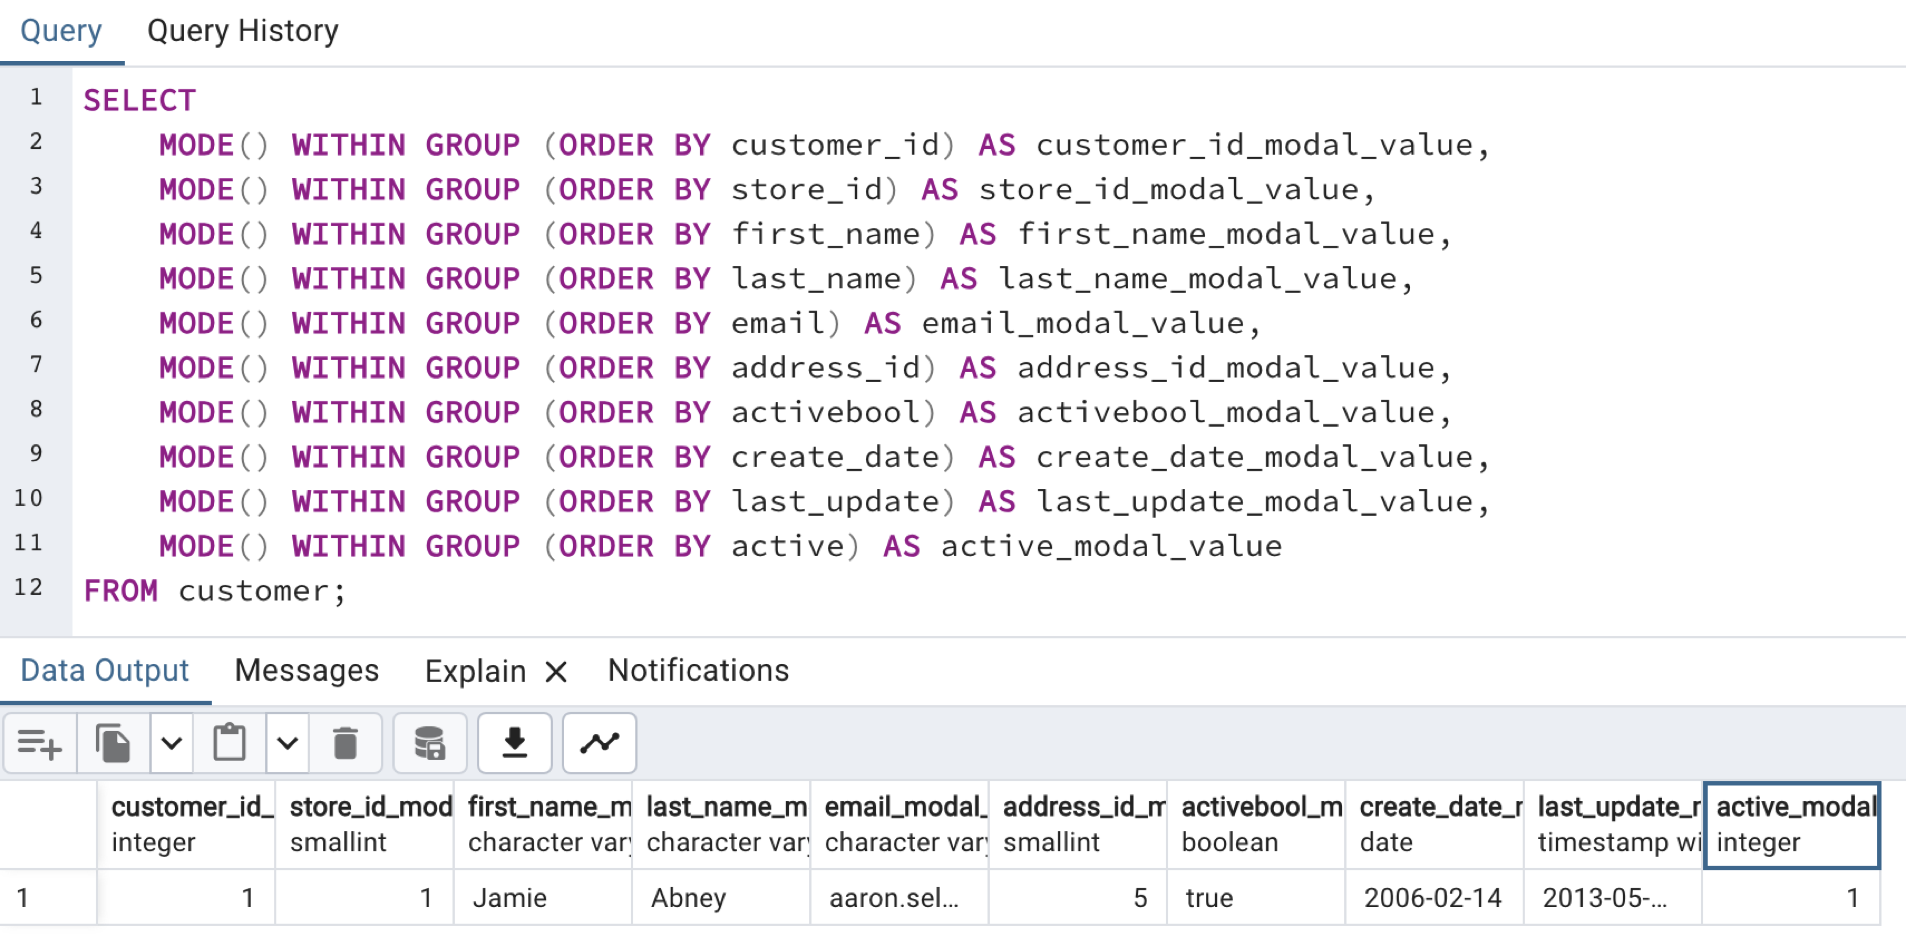 Query Query History
1 SELECT
2 MODE() WITHIN GROUP (ORDER BY customer_id) AS customer_id_modal_value,
3 MODE() WITHIN GROUP (ORDER BY store_id) AS store_id_modal_value,
4 MODE() WITHIN GROUP (ORDER BY first_name) AS first_name_modal_value,
5 MODE() WITHIN GROUP (ORDER BY last_name) AS last_name_modal_value,
6 MODE() WITHIN GROUP (ORDER BY email) AS email_modal_value,
7 MODE() WITHIN GROUP (ORDER BY address_id) AS address_id_modal_value,
8 MODE() WITHIN GROUP (ORDER BY activebool) AS activebool_modal_value,
9 MODE() WITHIN GROUP (ORDER BY create_date) AS create_date_modal_value,
10 MODE() WITHIN GROUP (ORDER BY last_update) AS last_update_modal_value,
11 MODE() WITHIN GROUP (ORDER BY active) AS active_modal_value
12 FROM customer;
Data Output Messages Explain Notifications
customer_id_ store_id_mod first_name_m last_name_m email_modal_ address_id_m activebool_m create_date_r last_update_r active_modal
integer smallint character vary character vary character vary smallint boolean date timestamp wi integer
1 1 1 Jamie Abney aaron.sel... 5 true 2006-02-14 2013-05-... 1